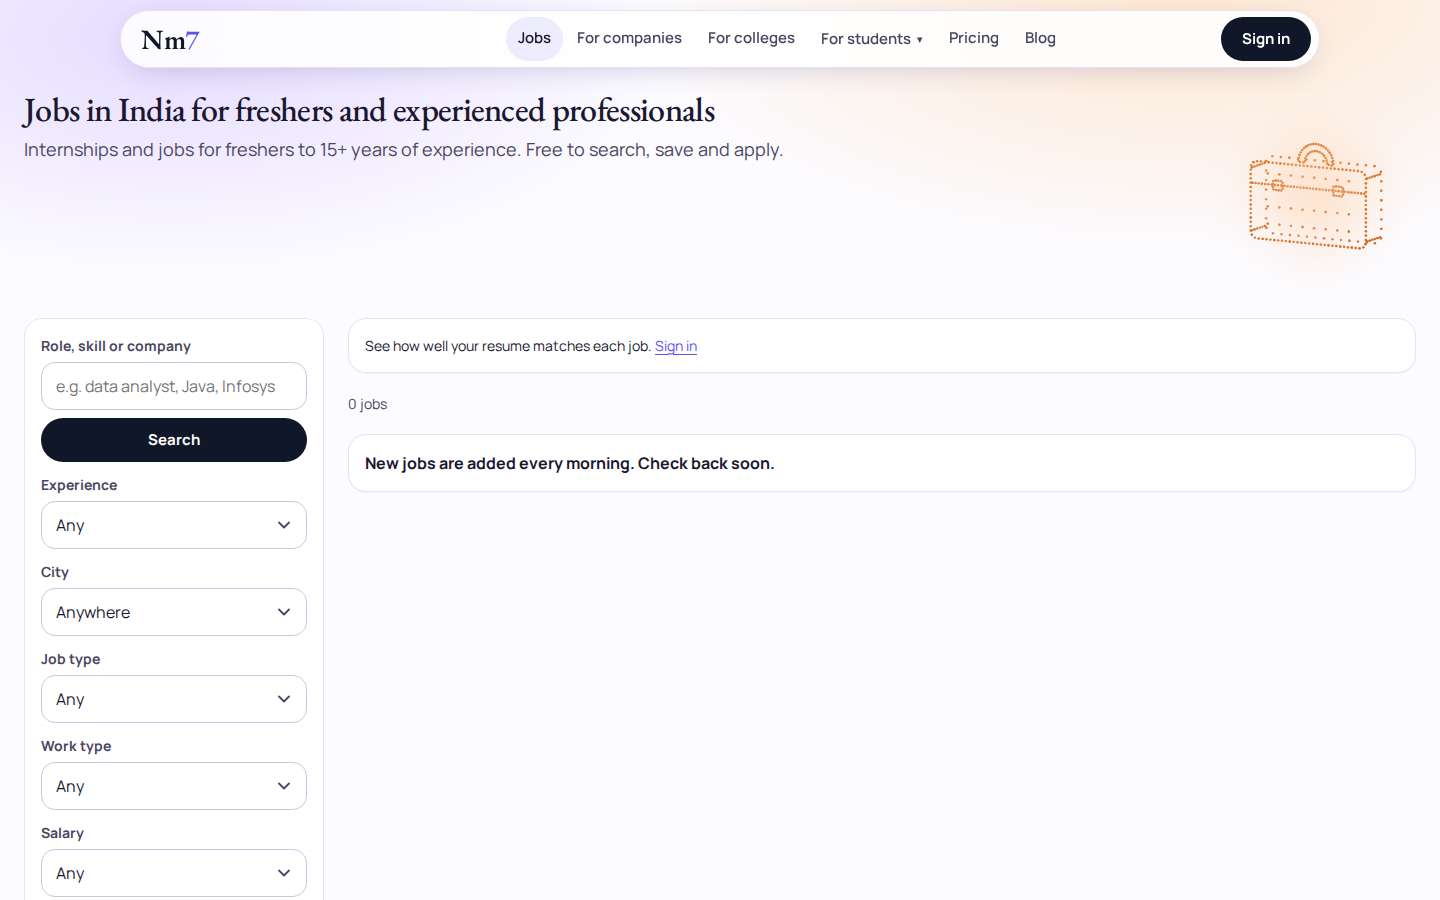 Nm7
Jobs
For companies
For colleges
For students ▾
Pricing
Blog
Sign in
Jobs in India for freshers and experienced professionals
Internships and jobs for freshers to 15+ years of experience. Free to search, save and apply.
Role, skill or company
e.g. data analyst, Java, Infosys
Search
Experience
Any
City
Anywhere
Job type
Any
Work type
Any
Salary
Any
See how well your resume matches each job. Sign in
0 jobs
New jobs are added every morning. Check back soon.